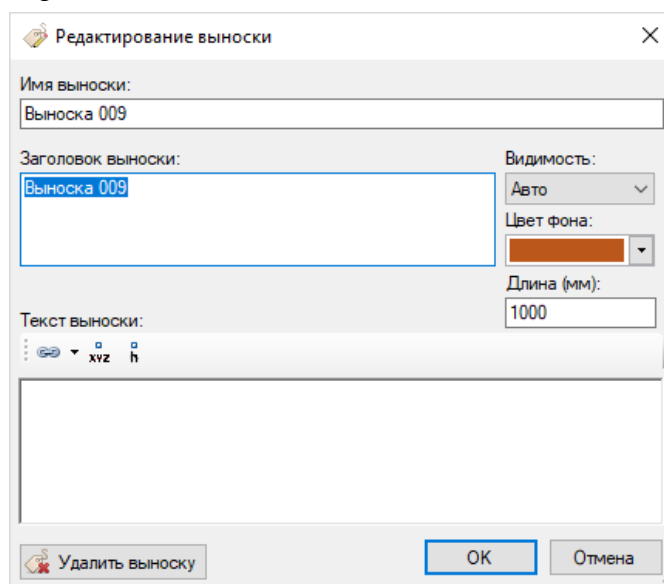 Редактирование выноски
Имя выноски:
Выноска 009
Заголовок выноски:
Выноска 009
Видимость:
Авто
Цвет фона:
Длина (мм):
1000
Текст выноски:
xyz
h
Удалить выноску
OK
Отмена